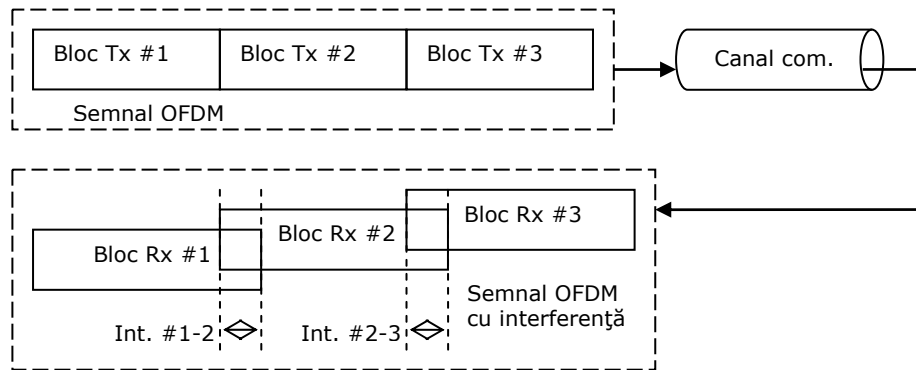 Bloc Tx #1
Bloc Tx #2
Bloc Tx #3
Canal com.
Semnal OFDM
Bloc Rx #1
Bloc Rx #2
Bloc Rx #3
Semnal OFDM
cu interferenţă
Int. #1-2
Int. #2-3